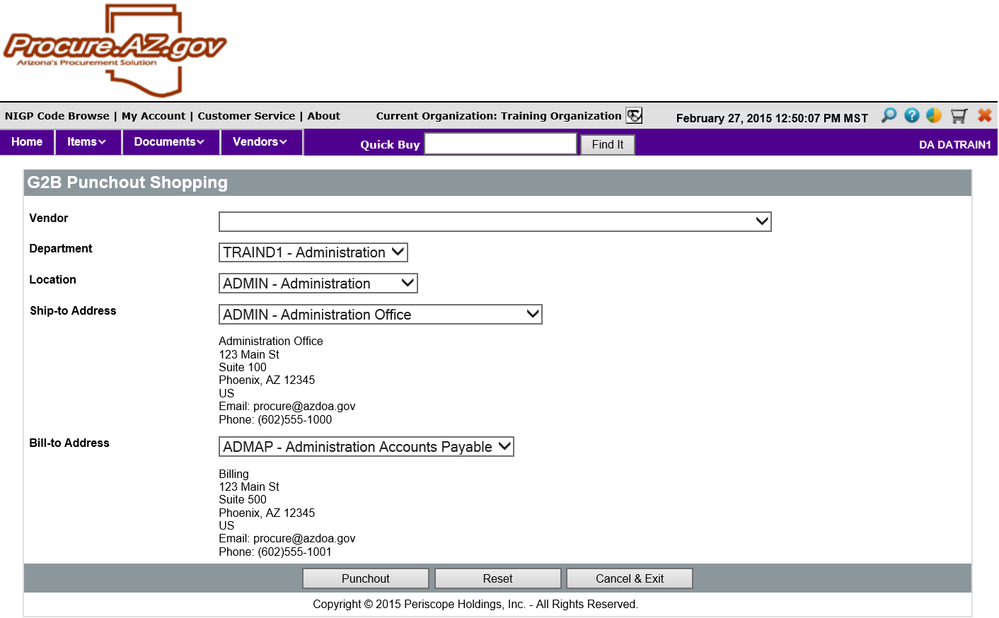 Procure.AZ.gov
Arizona's Procurement Solution
NIGP Code Browse | My Account | Customer Service | About
Current Organization: Training Organization
February 27, 2015 12:50:07 PM MST
Home
Items
Documents
Vendors
Quick Buy
Find It
DA DATRAIN1
G2B Punchout Shopping
Vendor
Department
TRAIND1 - Administration
Location
ADMIN - Administration
Ship-to Address
ADMIN - Administration Office
Administration Office
123 Main St
Suite 100
Phoenix, AZ 12345
US
Email: procure@azdoa.gov
Phone: (602)555-1000
Bill-to Address
ADMAP - Administration Accounts Payable
Billing
123 Main St
Suite 500
Phoenix, AZ 12345
US
Email: procure@azdoa.gov
Phone: (602)555-1001
Punchout
Reset
Cancel & Exit
Copyright © 2015 Periscope Holdings, Inc. - All Rights Reserved.